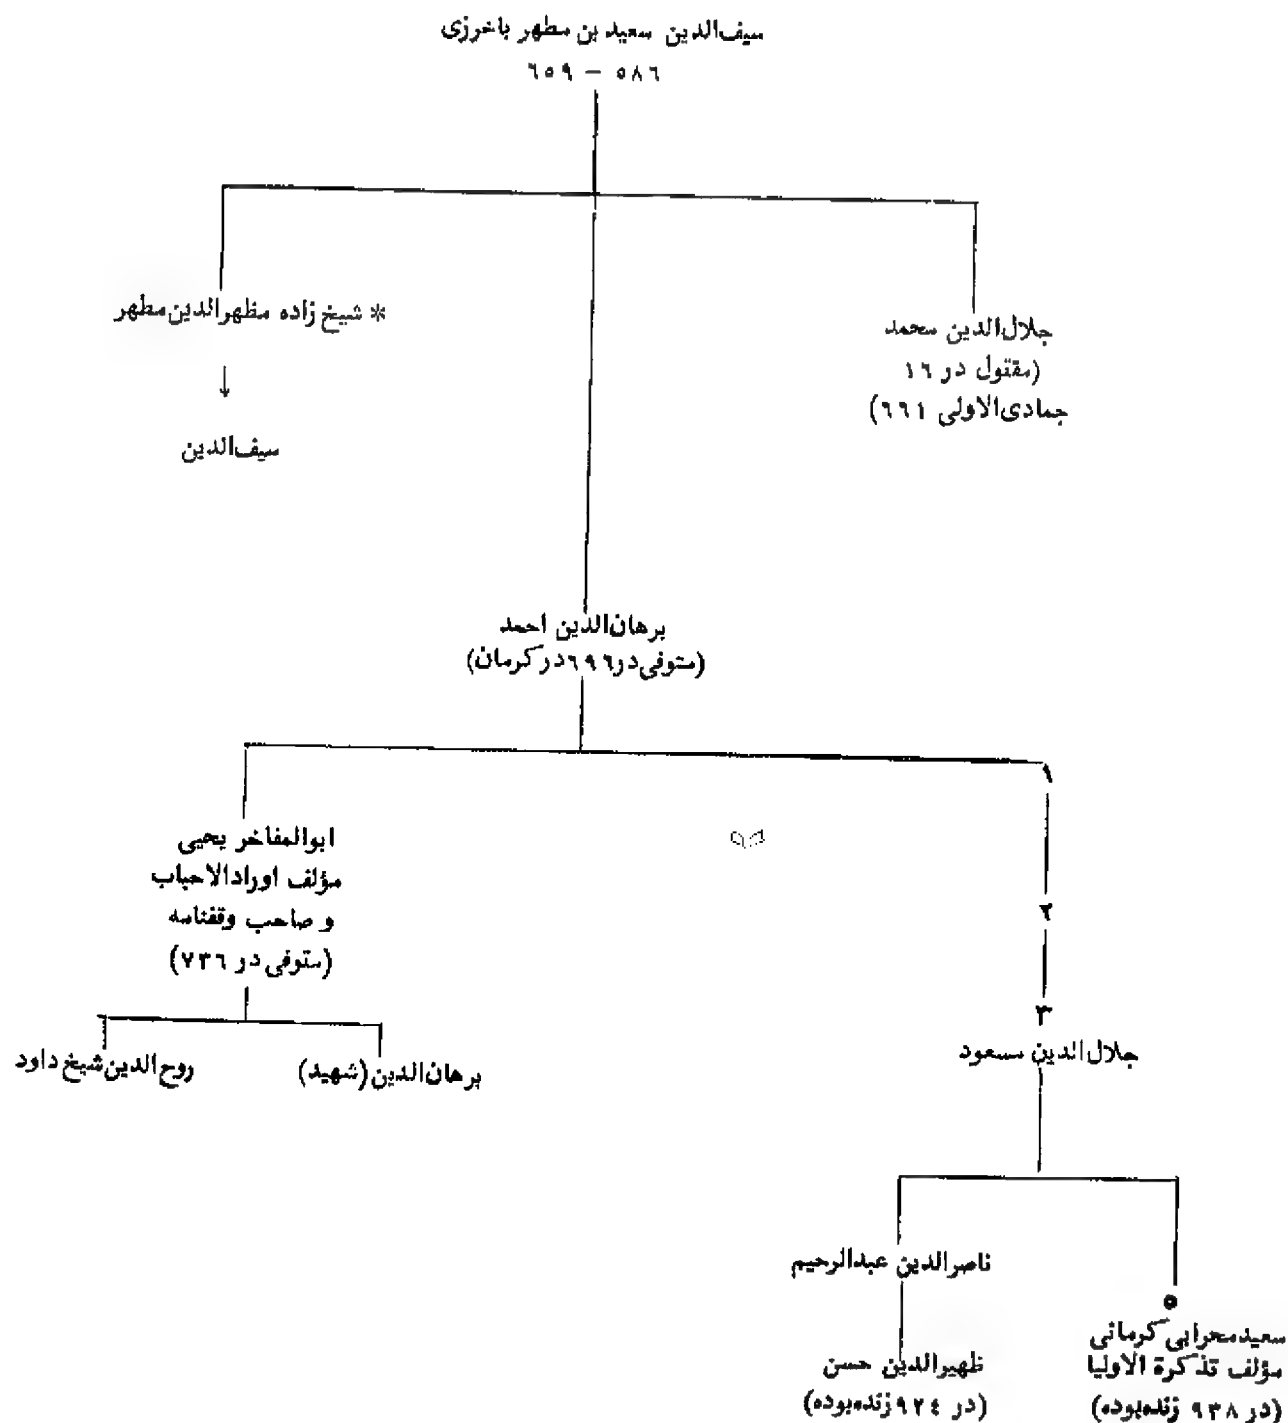 سیف‌الدین سعید بن مطهر باخرزی
٥٨٦ – ٦٥٩
* شیخ زاده مظهرالدین مطهر
سیف‌الدین
جلال‌الدین محمد
(مقتول در ١٦
جمادی‌الاولی ٦٦١)
برهان‌الدین احمد
(متوفی در ٦٩٦ در کرمان)
ابوالمفاخر یحیی
مؤلف اورادالاحباب
و صاحب وقفنامه
(متوفی در ٧٣٦)
برهان‌الدین (شهید)
روح‌الدین شیخ داود
١
٢
٣
جلال‌الدین مسعود
ناصرالدین عبدالرحیم
ظهیرالدین حسن
(در ٩٢٤ زنده‌بوده)
٥
سعید محرابی کرمانی
مؤلف تذکرة الاولیا
(در ٩٣٨ زنده‌بوده)